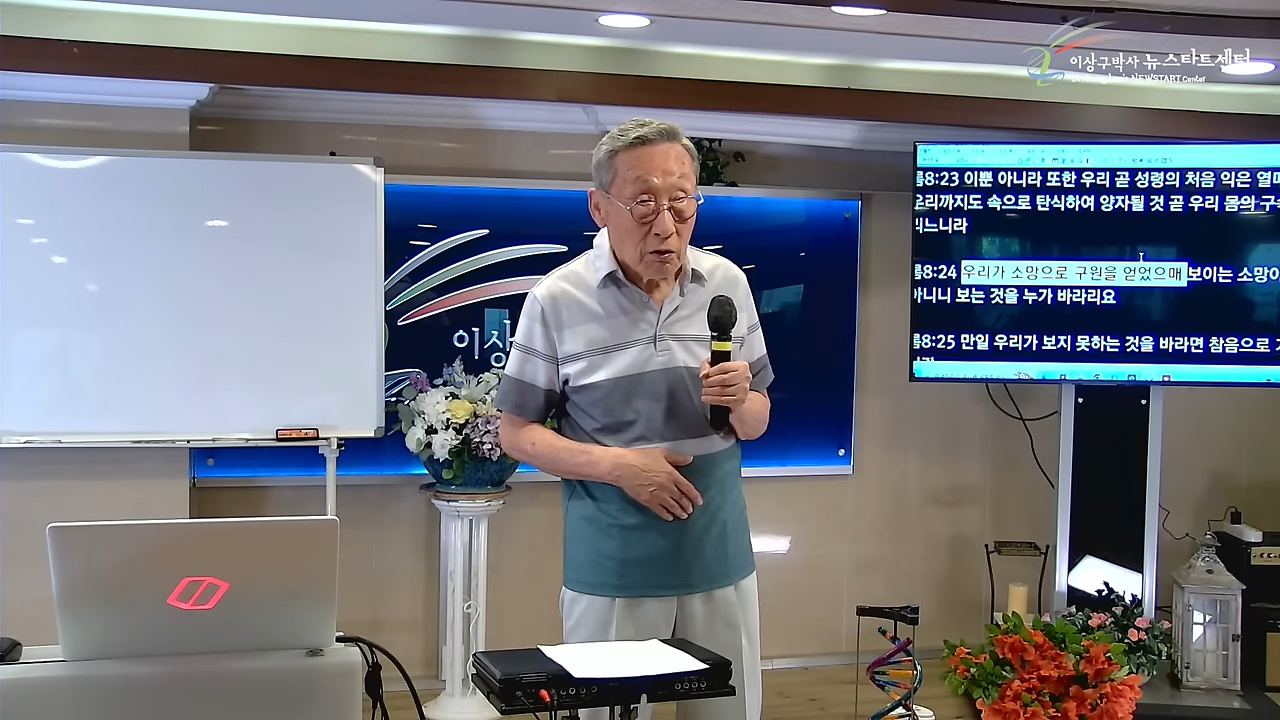 이상구박사 뉴스타트센터
NEWSTART Center
롬8:23 이뿐 아니라 또한 우리 곧 성령의 처음 익은 열매
우리까지도 속으로 탄식하여 양자될 것 곧 우리 몸의 구속
리느니라
롬8:24 우리가 소망으로 구원을 얻었으매 보이는 소망이
아니니 보는 것을 누가 바라리요
롬8:25 만일 우리가 보지 못하는 것을 바라면 참음으로
이상